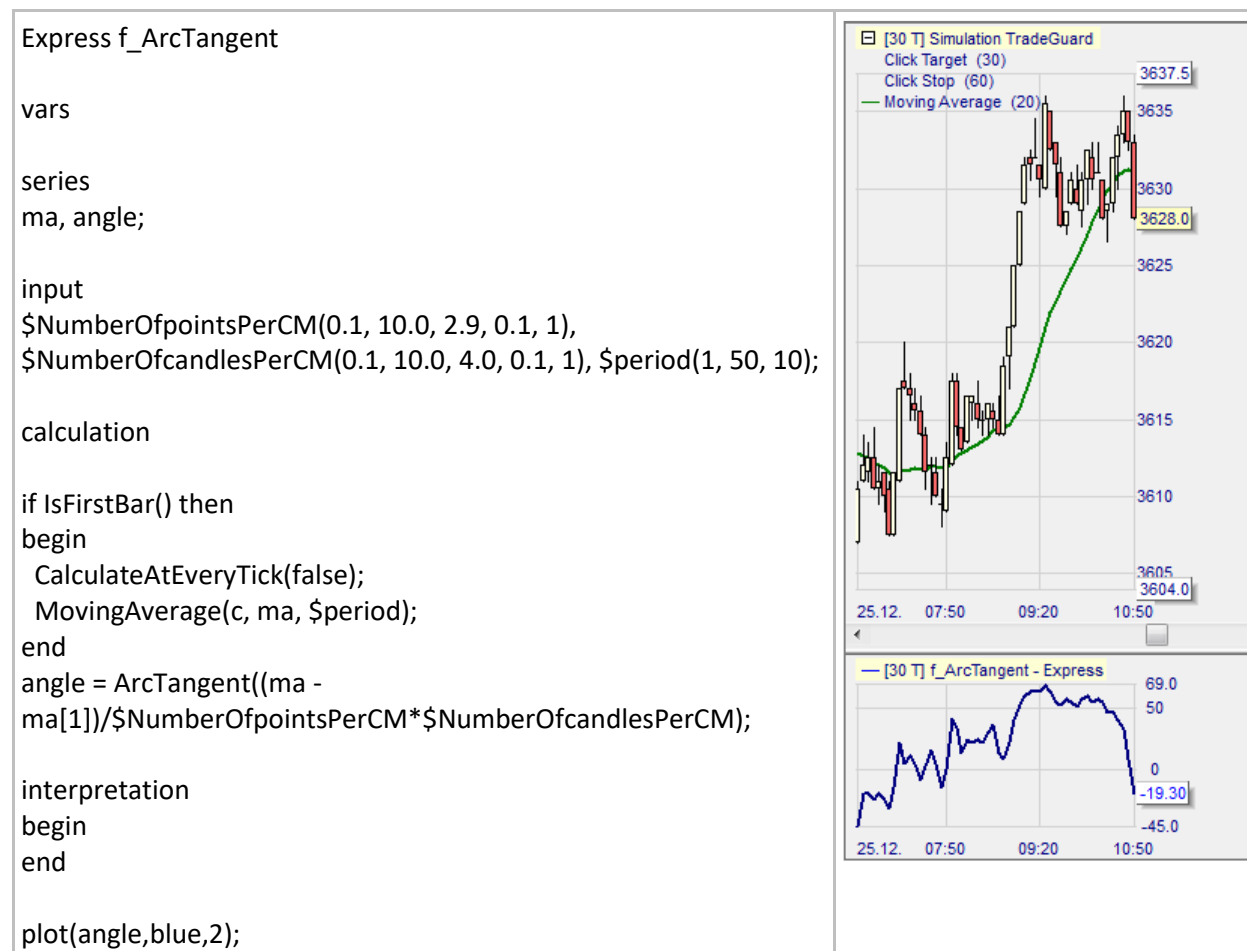 Express f_ArcTangent
vars
series
ma, angle;
input
$NumberOfpointsPerCM(0.1, 10.0, 2.9, 0.1, 1),
$NumberOfcandlesPerCM(0.1, 10.0, 4.0, 0.1, 1), $period(1, 50, 10);
calculation
if IsFirstBar() then
begin
CalculateAtEveryTick(false);
MovingAverage(c, ma, $period);
end
angle = ArcTangent((ma -
ma[1])/$NumberOfpointsPerCM*$NumberOfcandlesPerCM);
interpretation
begin
end
plot(angle,blue,2);
[30 T] Simulation TradeGuard
Click Target (30)
Click Stop (60)
Moving Average (20)
3637.5
3635
3630
3628.0
3625
3620
3615
3610
3605
3604.0
25.12. 07:50 09:20 10:50
[30 T] f_ArcTangent - Express
69.0
50
0
-19.30
-45.0
25.12. 07:50 09:20 10:50